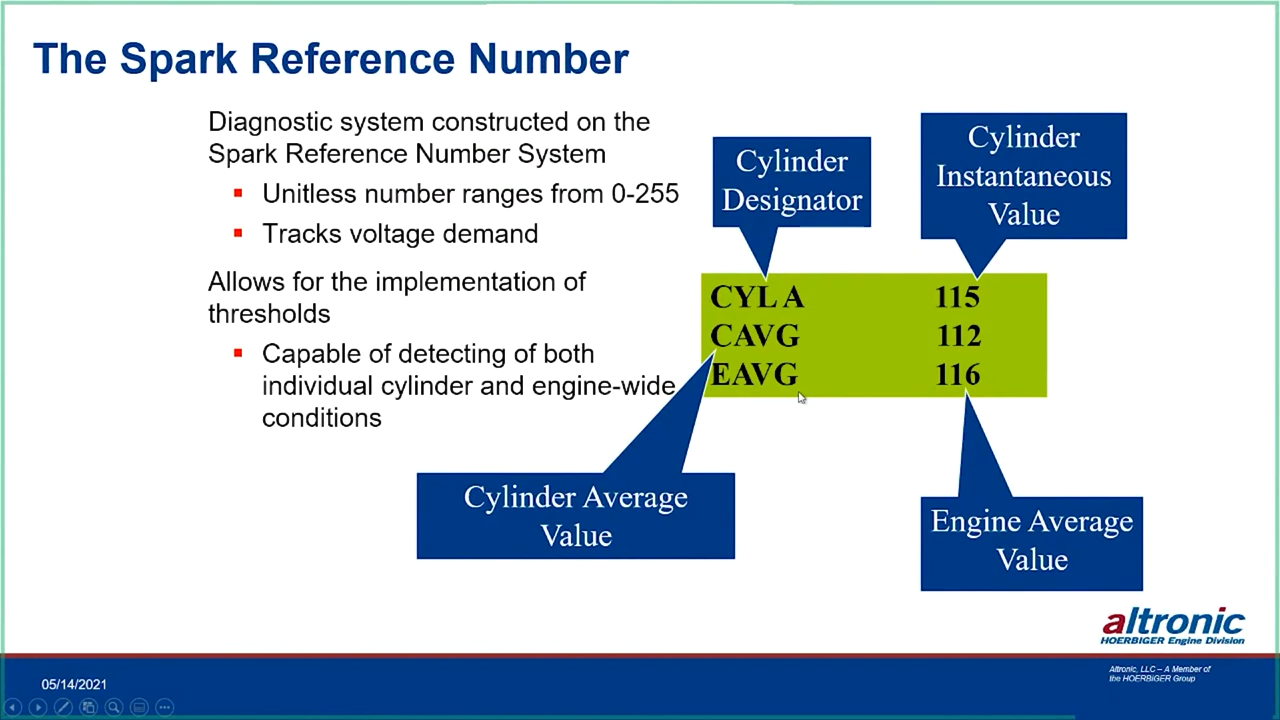 The Spark Reference Number
Diagnostic system constructed on the
Spark Reference Number System
Unitless number ranges from 0-255
Tracks voltage demand
Allows for the implementation of
thresholds
Capable of detecting of both
individual cylinder and engine-wide
conditions
Cylinder
Designator
Cylinder
Instantaneous
Value
CYL A 115
CAVG 112
EAVG 116
Cylinder Average
Value
Engine Average
Value
altronic
HOERBIGER Engine Division
Altronic, LLC – A Member of
the HOERBIGER Group
05/14/2021